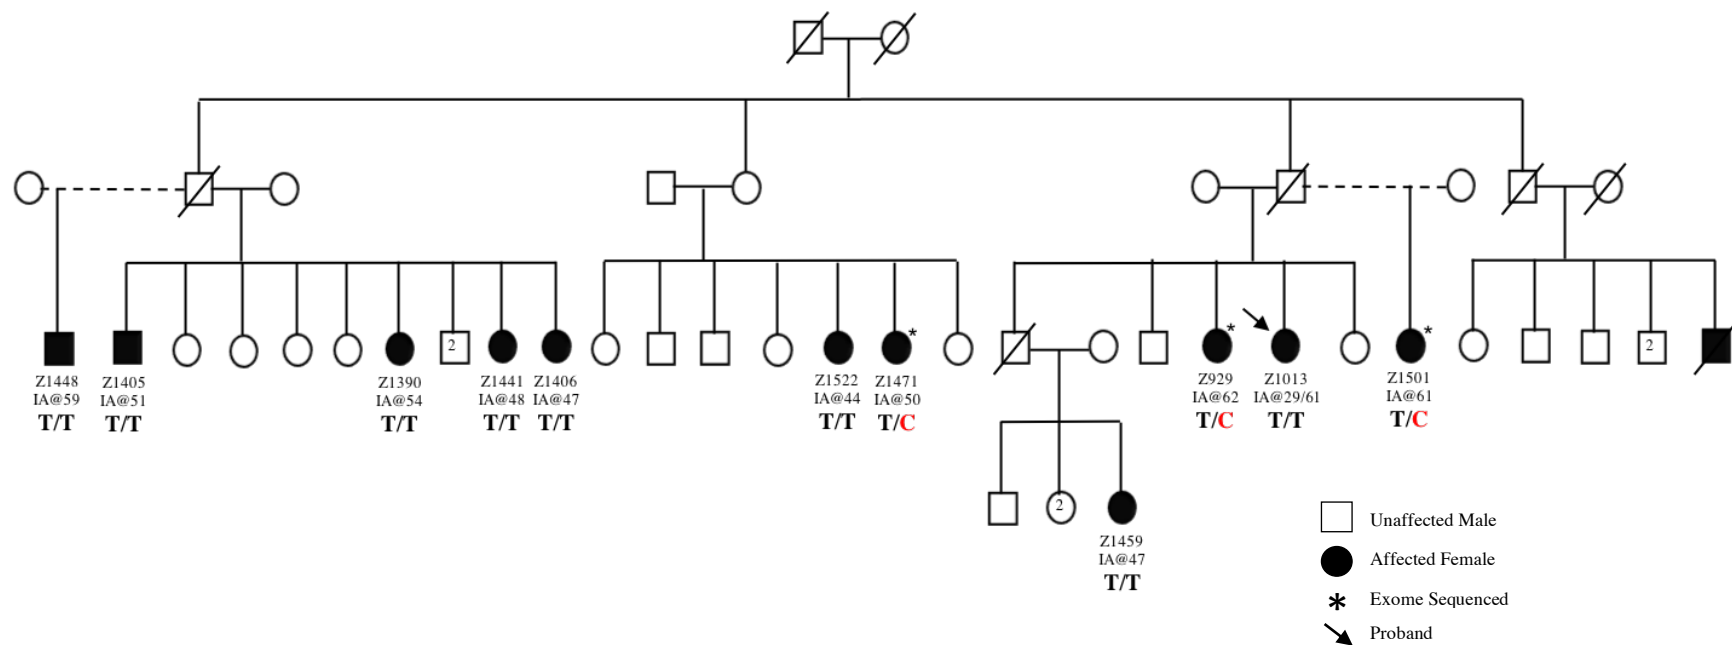 2
2
*
*
*
Z1448
IA@59
T/T
Z1405
IA@51
T/T
Z1390
IA@54
T/T
Z1441
IA@48
T/T
Z1406
IA@47
T/T
Z1522
IA@44
T/T
Z1471
IA@50
T/C
Z929
IA@62
T/C
Z1013
IA@29/61
T/T
Z1501
IA@61
T/C
2
Z1459
IA@47
T/T
Unaffected Male
Affected Female
* Exome Sequenced
Proband